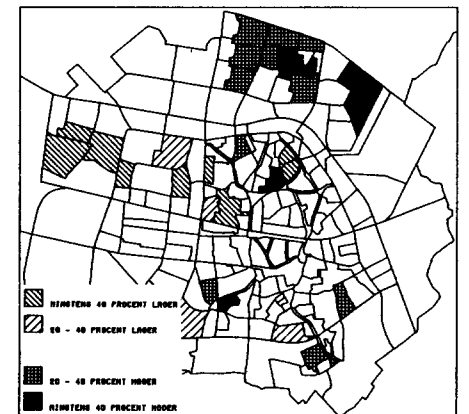 MINSTENS 40 PROCENT LAGER
20 - 40 PROCENT LAGER
20 - 40 PROCENT HOGER
MINSTENS 40 PROCENT HOGER